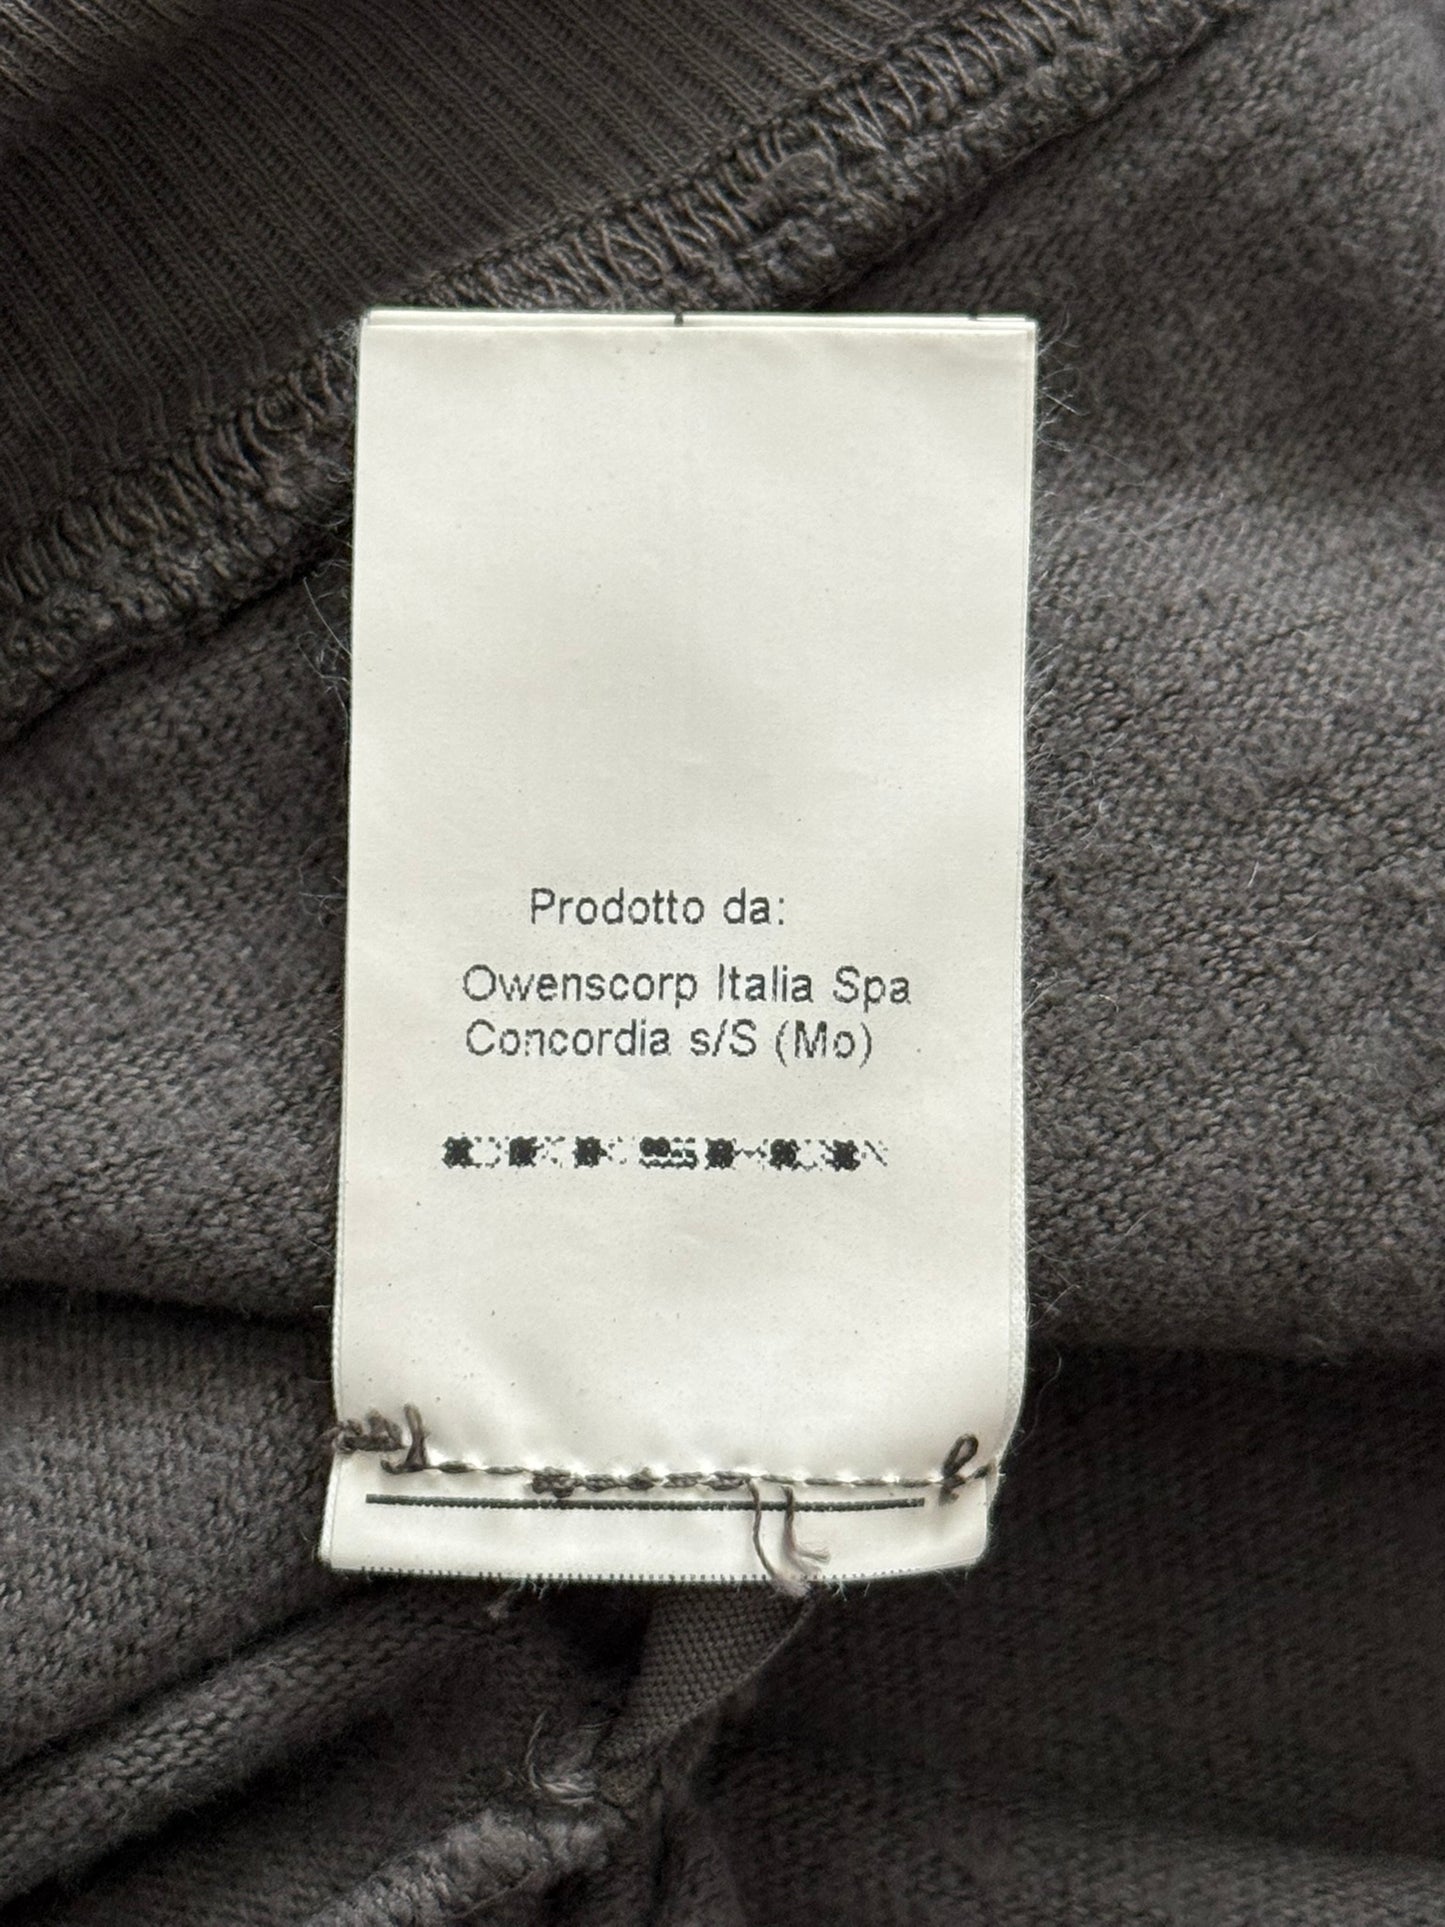 Prodotto da:
Owenscorp Italia Spa
Concordia s/S (Mo)